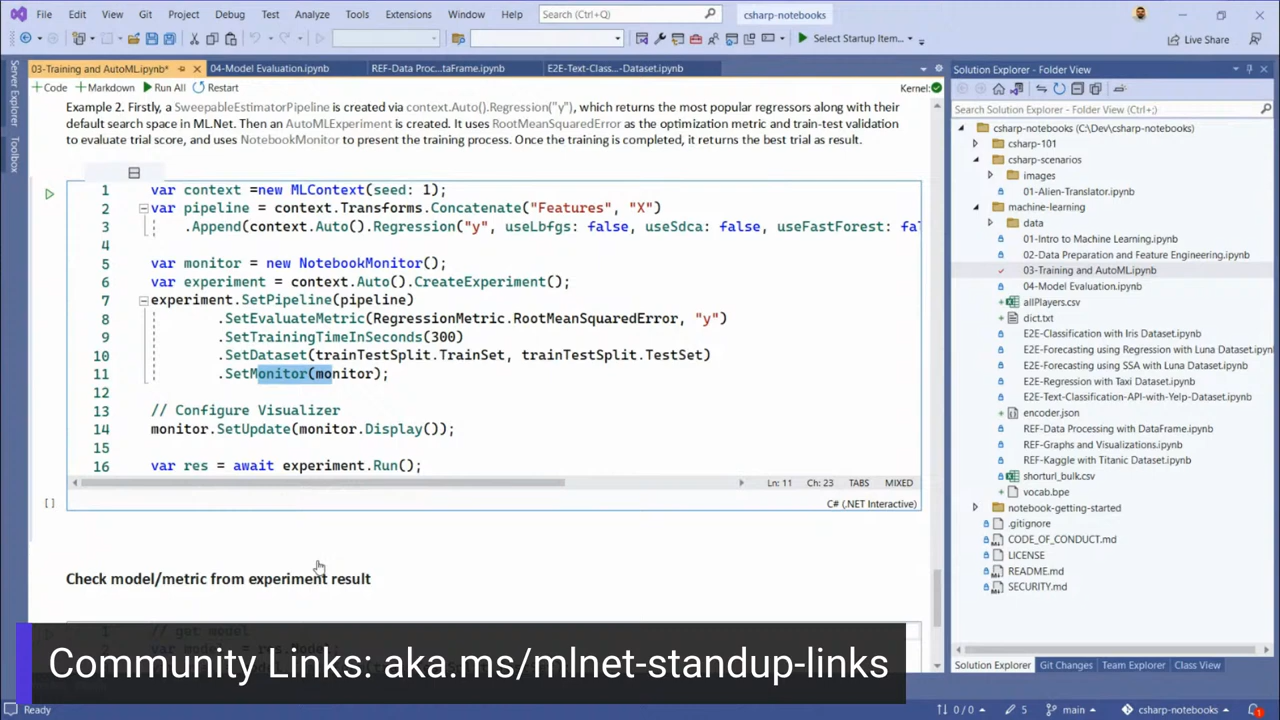 File Edit View Git Project Debug Test Analyze Tools Extensions Window Help Search (Ctrl+Q) csharp-notebooks
Select Startup Item... Live Share
03-Training and AutoML.ipynb* 04-Model Evaluation.ipynb REF-Data Proc...taFrame.ipynb E2E-Text-Class...-Dataset.ipynb
+ Code + Markdown Run All Restart Kernel:
Server Explorer
Toolbox
Example 2. Firstly, a SweepableEstimatorPipeline is created via context.Auto().Regression("y"), which returns the most popular regressors along with their
default search space in ML.Net. Then an AutoMLExperiment is created. It uses RootMeanSquaredError as the optimization metric and train-test validation
to evaluate trial score, and uses NotebookMonitor to present the training process. Once the training is completed, it returns the best trial as result.
1 var context =new MLContext(seed: 1);
2 var pipeline = context.Transforms.Concatenate("Features", "X")
3 .Append(context.Auto().Regression("y", useLbfgs: false, useSdca: false, useFastForest: fal
4
5 var monitor = new NotebookMonitor();
6 var experiment = context.Auto().CreateExperiment();
7 experiment.SetPipeline(pipeline)
8 .SetEvaluateMetric(RegressionMetric.RootMeanSquaredError, "y")
9 .SetTrainingTimeInSeconds(300)
10 .SetDataset(trainTestSplit.TrainSet, trainTestSplit.TestSet)
11 .SetMonitor(monitor);
12
13 // Configure Visualizer
14 monitor.SetUpdate(monitor.Display());
15
16 var res = await experiment.Run();
Ln: 11 Ch: 23 TABS MIXED
[ ] C# (.NET Interactive)
Check model/metric from experiment result
1 // get model
Community Links: aka.ms/mlnet-standup-links
Solution Explorer - Folder View
Search Solution Explorer - Folder View (Ctrl+;)
csharp-notebooks (C:\Dev\csharp-notebooks)
csharp-101
csharp-scenarios
images
01-Alien-Translator.ipynb
machine-learning
data
01-Intro to Machine Learning.ipynb
02-Data Preparation and Feature Engineering.ipynb
03-Training and AutoML.ipynb
04-Model Evaluation.ipynb
allPlayers.csv
dict.txt
E2E-Classification with Iris Dataset.ipynb
E2E-Forecasting using Regression with Luna Dataset.ipynb
E2E-Forecasting using SSA with Luna Dataset.ipynb
E2E-Regression with Taxi Dataset.ipynb
E2E-Text-Classification-API-with-Yelp-Dataset.ipynb
encoder.json
REF-Data Processing with DataFrame.ipynb
REF-Graphs and Visualizations.ipynb
REF-Kaggle with Titanic Dataset.ipynb
shorturl_bulk.csv
vocab.bpe
notebook-getting-started
.gitignore
CODE_OF_CONDUCT.md
LICENSE
README.md
SECURITY.md
Solution Explorer Git Changes Team Explorer Class View
Ready 0 / 0 5 main csharp-notebooks 1